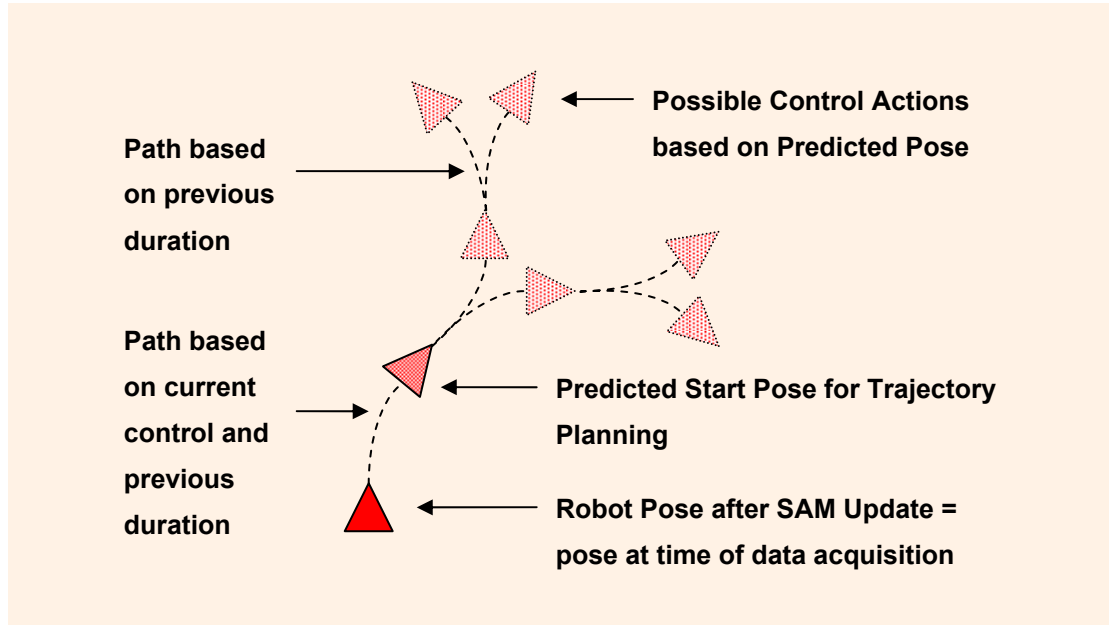 Possible Control Actions
based on Predicted Pose
Path based
on previous
duration
Path based
on current
control and
previous
duration
Predicted Start Pose for Trajectory
Planning
Robot Pose after SAM Update =
pose at time of data acquisition